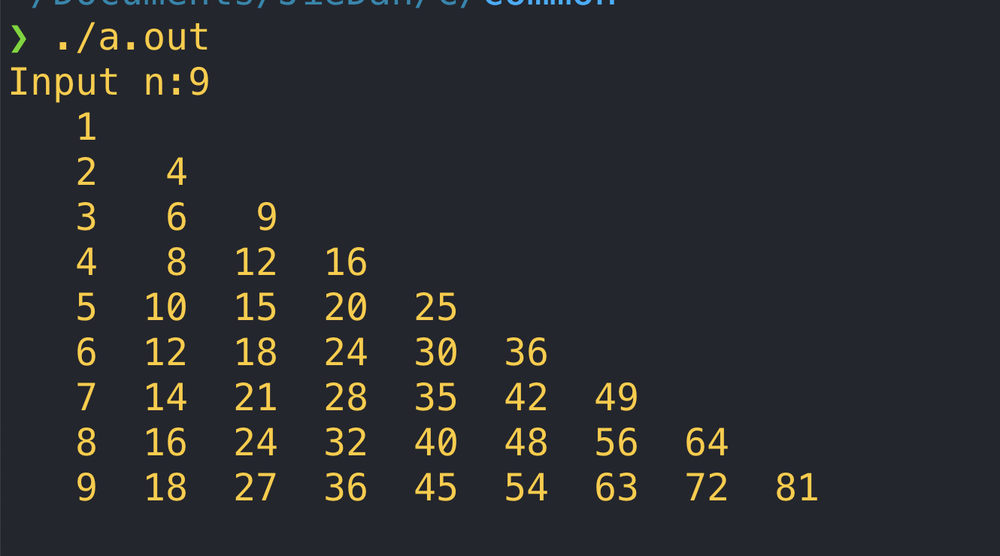 ❯ ./a.out
Input n:9
   1
   2   4
   3   6   9
   4   8  12  16
   5  10  15  20  25
   6  12  18  24  30  36
   7  14  21  28  35  42  49
   8  16  24  32  40  48  56  64
   9  18  27  36  45  54  63  72  81